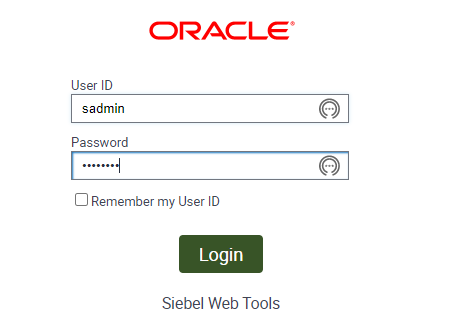 ORACLE®
User ID
sadmin
Password
••••••••
Remember my User ID
Login
Siebel Web Tools